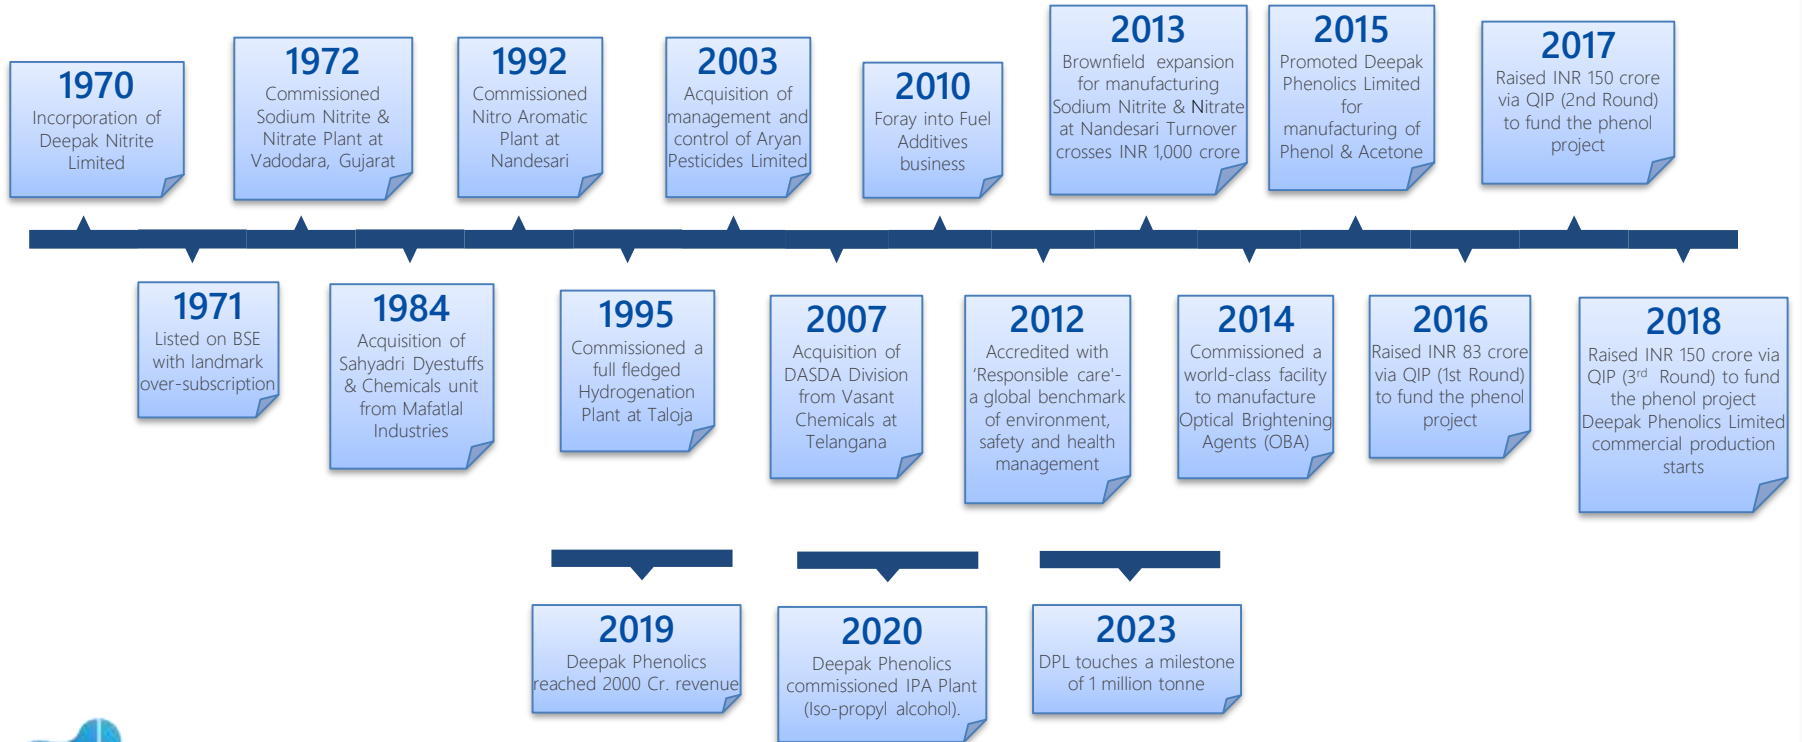 1970
Incorporation of
Deepak Nitrite
Limited
1971
Listed on BSE
with landmark
over-subscription
1972
Commissioned
Sodium Nitrite &
Nitrate Plant at
Vadodara, Gujarat
1984
Acquisition of
Sahyadri Dyestuffs
& Chemicals unit
from Mafatlal
Industries
1992
Commissioned
Nitro Aromatic
Plant at
Nandesari
1995
Commissioned a
full fledged
Hydrogenation
Plant at Taloja
2003
Acquisition of
management and
control of Aryan
Pesticides Limited
2007
Acquisition of
DASDA Division
from Vasant
Chemicals at
Telangana
2010
Foray into Fuel
Additives
business
2012
Accredited with
‘Responsible care'-
a global benchmark
of environment,
safety and health
management
2013
Brownfield expansion
for manufacturing
Sodium Nitrite & Nitrate
at Nandesari Turnover
crosses INR 1,000 crore
2014
Commissioned a
world-class facility
to manufacture
Optical Brightening
Agents (OBA)
2015
Promoted Deepak
Phenolics Limited
for
manufacturing of
Phenol & Acetone
2016
Raised INR 83 crore
via QIP (1st Round)
to fund the phenol
project
2017
Raised INR 150 crore
via QIP (2nd Round)
to fund the phenol
project
2018
Raised INR 150 crore via
QIP (3rd Round) to fund
the phenol project
Deepak Phenolics Limited
commercial production
starts
2019
Deepak Phenolics
reached 2000 Cr. revenue
2020
Deepak Phenolics
commissioned IPA Plant
(Iso-propyl alcohol).
2023
DPL touches a milestone
of 1 million tonne